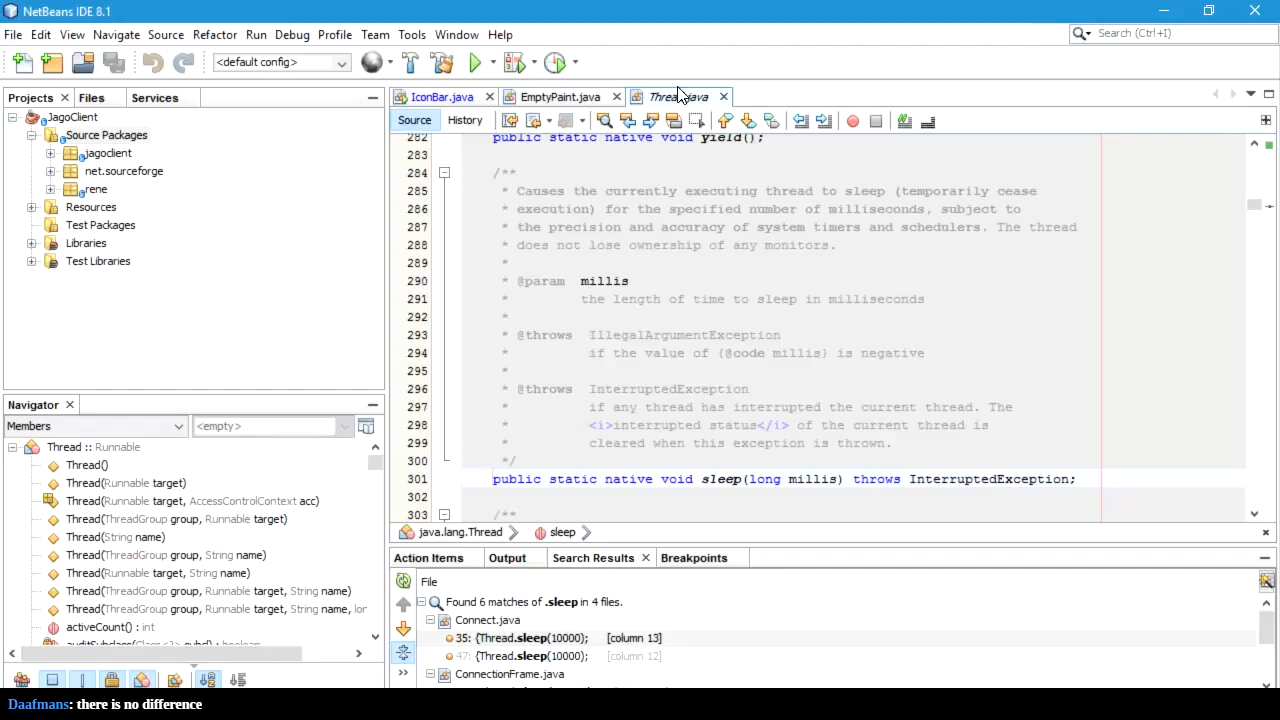 NetBeans IDE 8.1
File Edit View Navigate Source Refactor Run Debug Profile Team Tools Window Help
Search (Ctrl+I)
<default config>
Projects Files Services
JagoClient
Source Packages
jagoclient
net.sourceforge
rene
Resources
Test Packages
Libraries
Test Libraries
Navigator
Members <empty>
Thread :: Runnable
Thread()
Thread(Runnable target)
Thread(Runnable target, AccessControlContext acc)
Thread(ThreadGroup group, Runnable target)
Thread(String name)
Thread(ThreadGroup group, String name)
Thread(Runnable target, String name)
Thread(ThreadGroup group, Runnable target, String name)
Thread(ThreadGroup group, Runnable target, String name, lor
activeCount() : int
IconBar.java EmptyPaint.java Thread.java
Source History
282 public static native void yield();
283
284 /**
285 * Causes the currently executing thread to sleep (temporarily cease
286 * execution) for the specified number of milliseconds, subject to
287 * the precision and accuracy of system timers and schedulers. The thread
288 * does not lose ownership of any monitors.
289 *
290 * @param millis
291 * the length of time to sleep in milliseconds
292 *
293 * @throws IllegalArgumentException
294 * if the value of {@code millis} is negative
295 *
296 * @throws InterruptedException
297 * if any thread has interrupted the current thread. The
298 * <i>interrupted status</i> of the current thread is
299 * cleared when this exception is thrown.
300 */
301 public static native void sleep(long millis) throws InterruptedException;
302
303 /**
java.lang.Thread sleep
Action Items Output Search Results Breakpoints
File
Found 6 matches of .sleep in 4 files.
Connect.java
35: {Thread.sleep(10000); [column 13]
47: {Thread.sleep(10000); [column 12]
ConnectionFrame.java
Daafmans: there is no difference